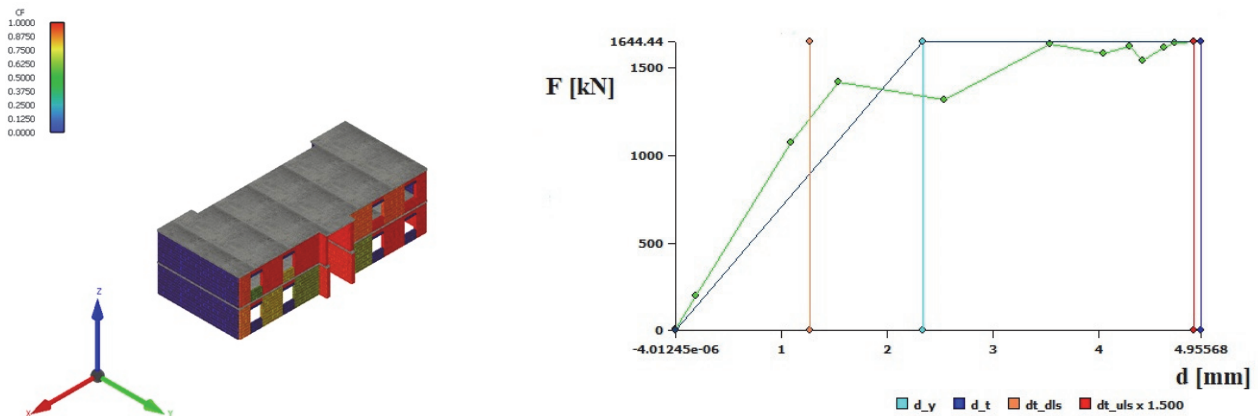 CF
1.0000
0.8750
0.7500
0.6250
0.5000
0.3750
0.2500
0.1250
0.0000
Z
X
Y
F [kN]
1644.44
1500
1000
500
0
-4.01245e-06 1 2 3 4 4.95568
d [mm]
d_y d_t dt_dls dt_uls x 1.500